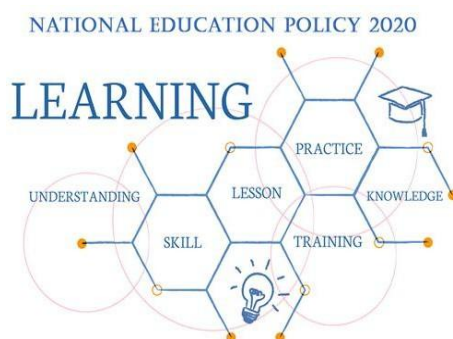 NATIONAL EDUCATION POLICY 2020
LEARNING
PRACTICE
UNDERSTANDING
LESSON
KNOWLEDGE
SKILL
TRAINING